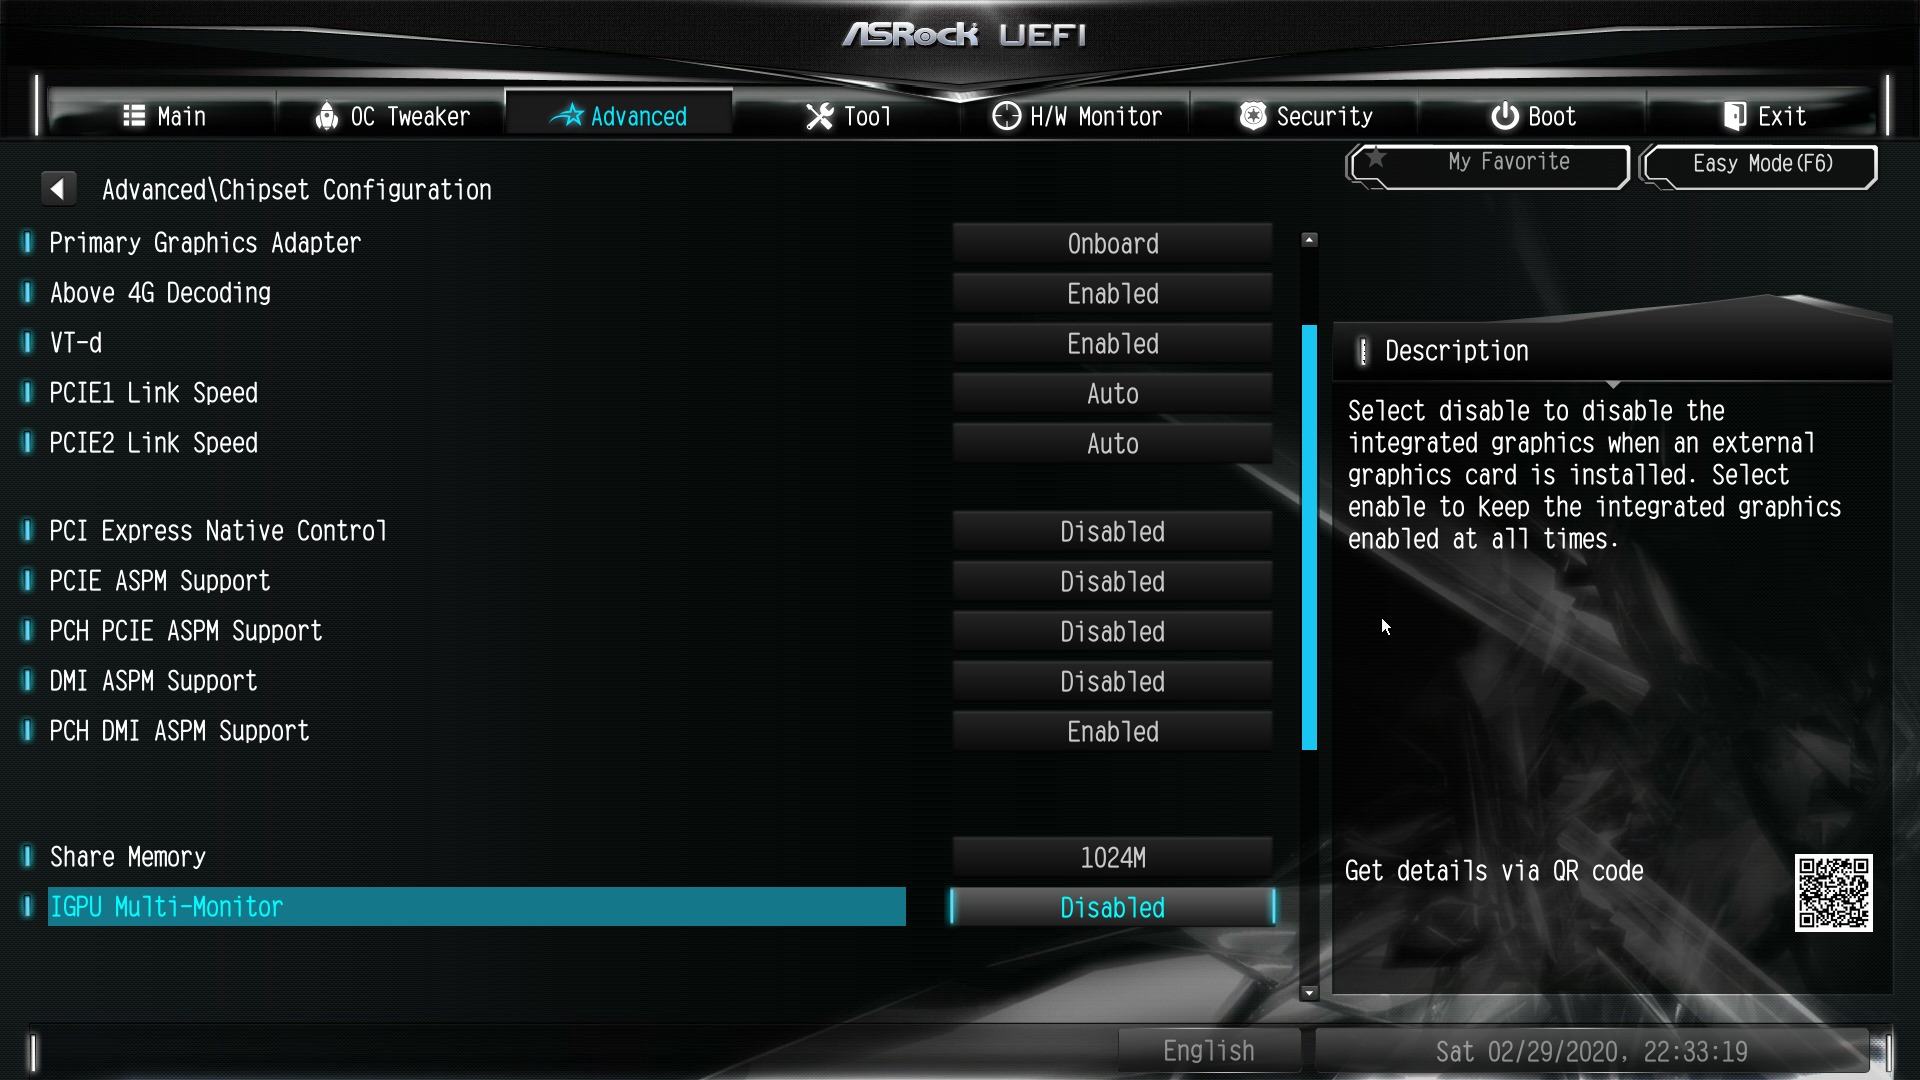 ASRock UEFI
Main
OC Tweaker
Advanced
Tool
H/W Monitor
Security
Boot
Exit
My Favorite
Easy Mode(F6)
Advanced\Chipset Configuration
Primary Graphics Adapter Onboard
Above 4G Decoding Enabled
VT-d Enabled
PCIE1 Link Speed Auto
PCIE2 Link Speed Auto
PCI Express Native Control Disabled
PCIE ASPM Support Disabled
PCH PCIE ASPM Support Disabled
DMI ASPM Support Disabled
PCH DMI ASPM Support Enabled
Share Memory 1024M
IGPU Multi-Monitor Disabled
Description
Select disable to disable the
integrated graphics when an external
graphics card is installed. Select
enable to keep the integrated graphics
enabled at all times.
Get details via QR code
English
Sat 02/29/2020, 22:33:19